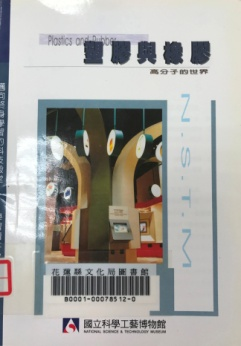 Plastics and Rubber
塑膠與橡膠
高分子的世界
N·S·T·M
花蓮縣文化局圖書館
B0001-00078512-0
國立科學工藝博物館
NATIONAL SCIENCE & TECHNOLOGY MUSEUM